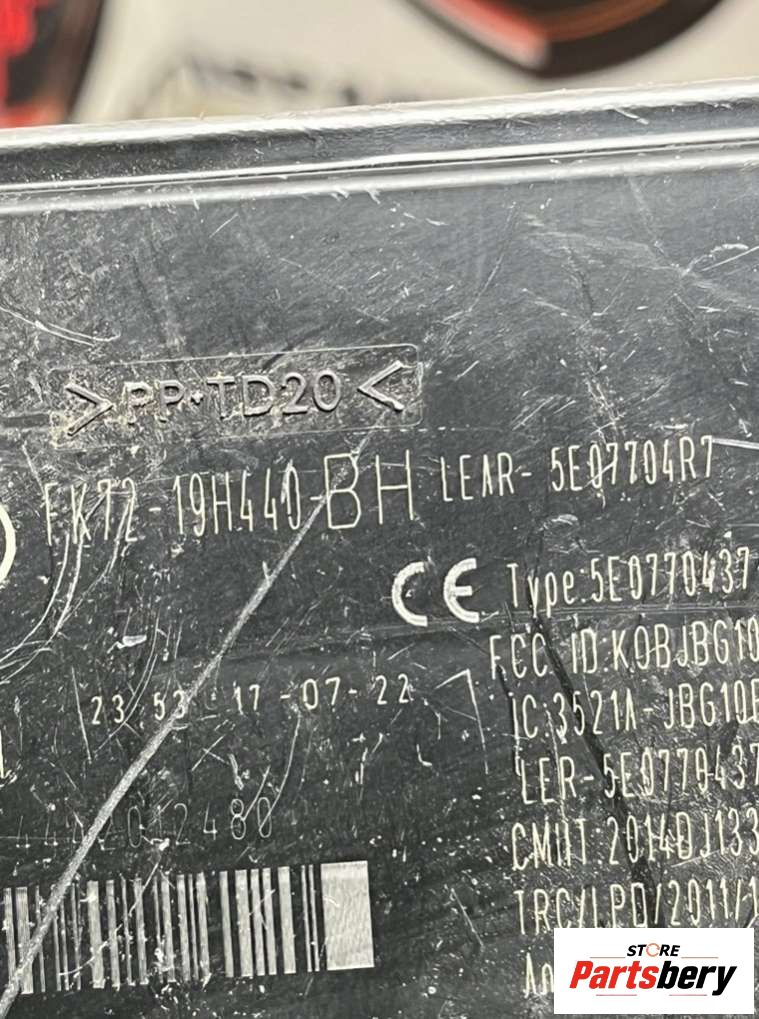 >PP-TD20<
FK72-19H440-BH LEAR- 5E07704R7
CE Type:5E0770437
FCC ID:KOBJBG10
23.53 17-07-22
IC:3521A-JBG10
LER-5E0770437
CMIIT:2014DJ133
TRC/LPD/2011/1
STORE
Partsbery